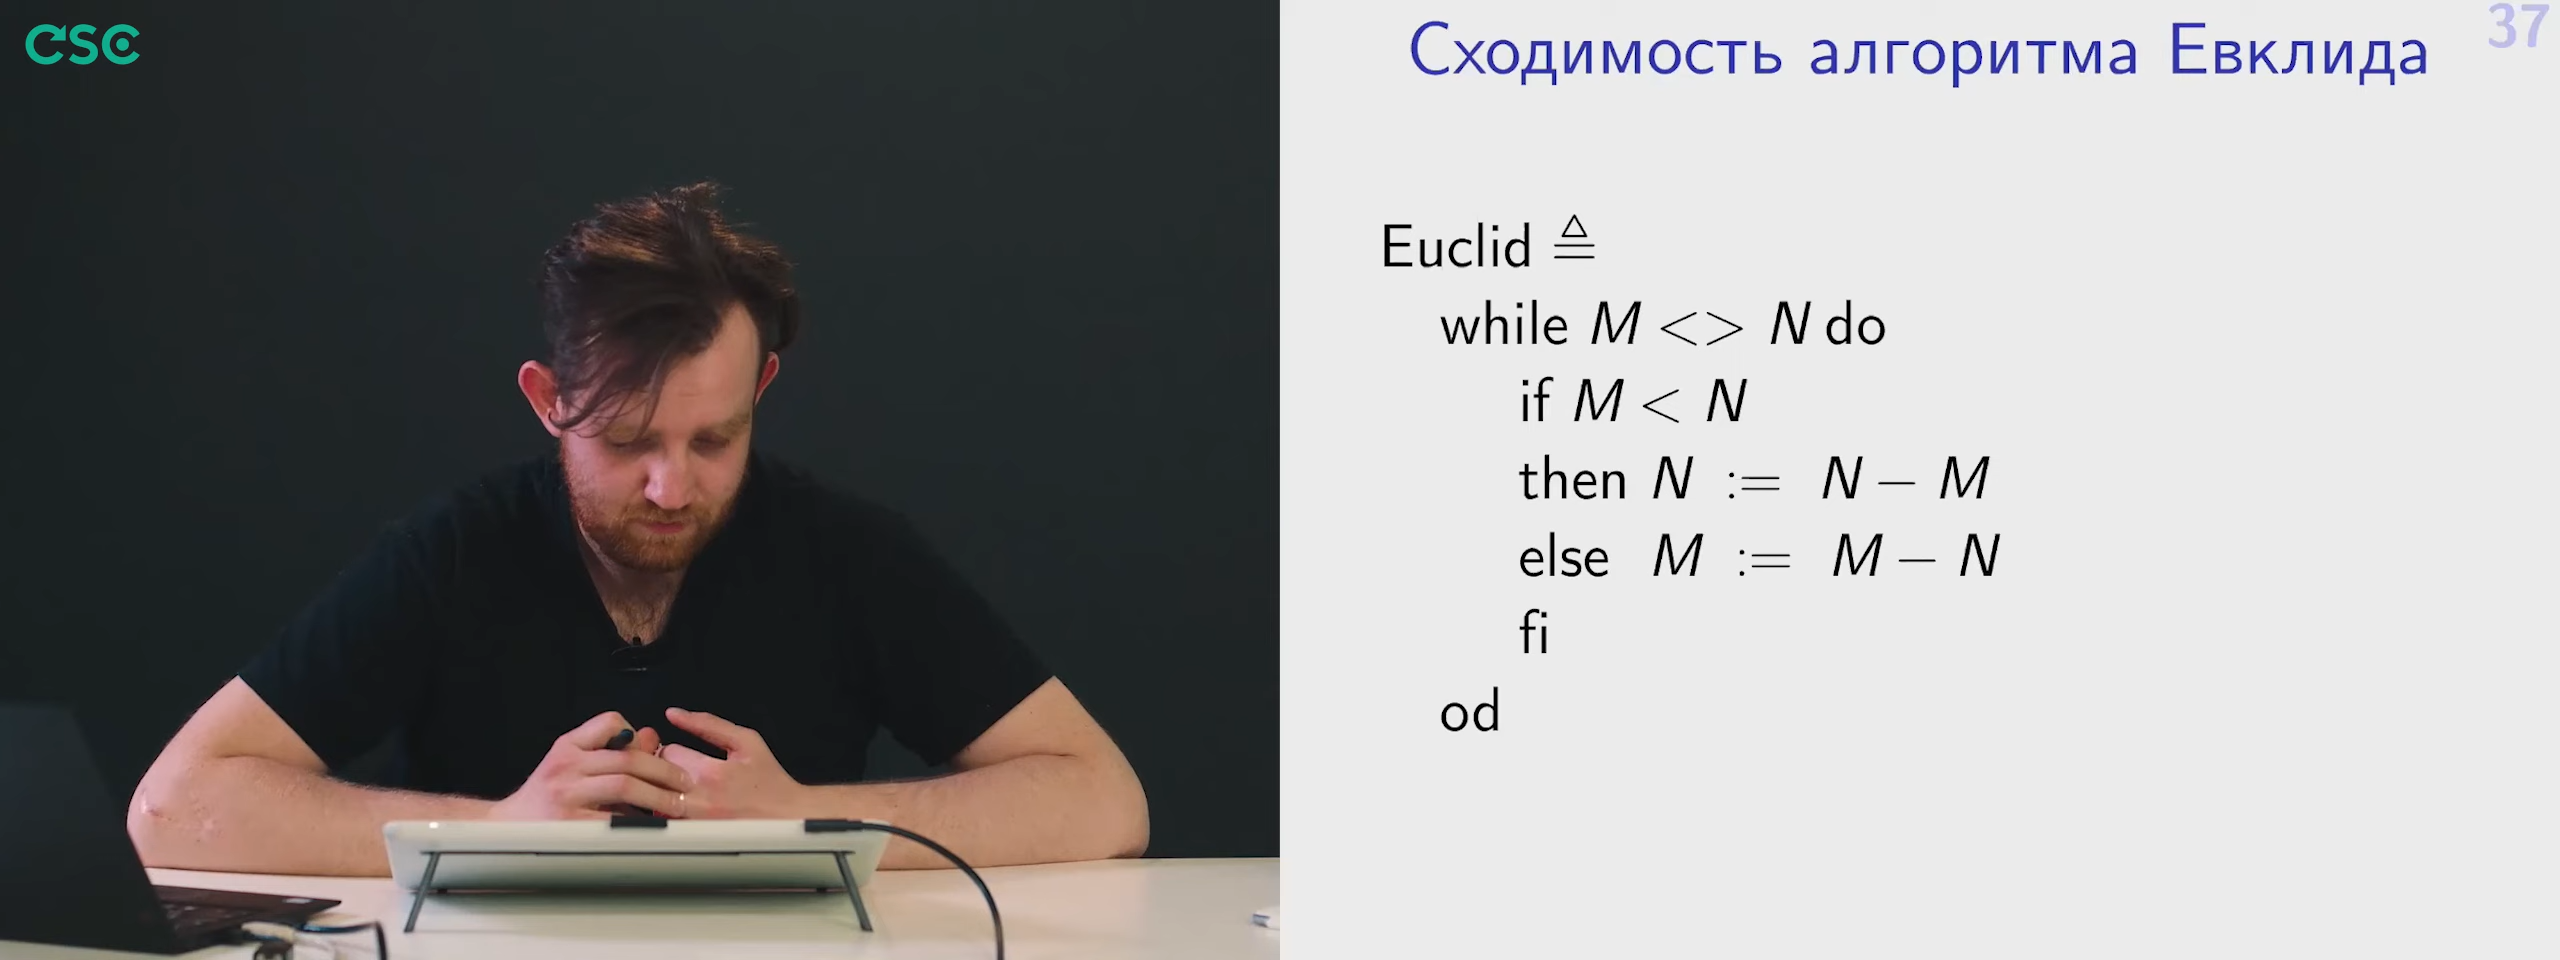 CSC
Сходимость алгоритма Евклида
37
Euclid ≜
while M <> N do
if M < N
then N := N − M
else M := M − N
fi
od